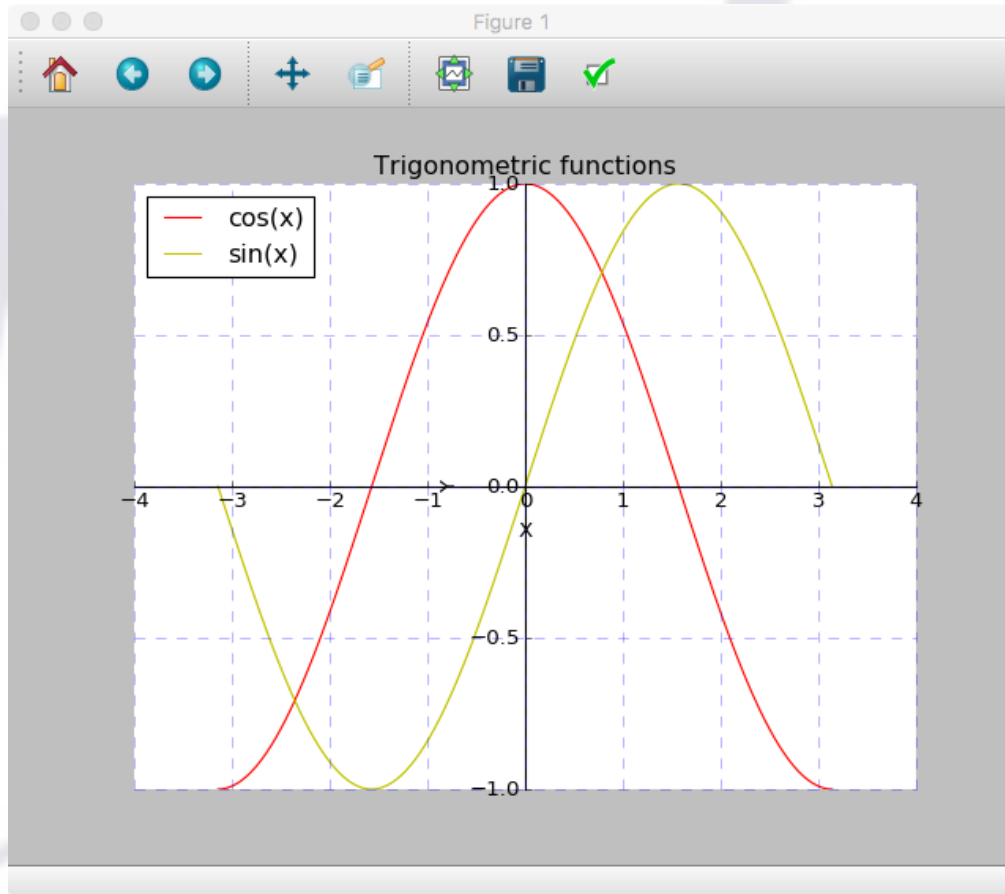 Figure 1
Trigonometric functions
1.0
cos(x)
sin(x)
0.5
Y
0.0
−4 −3 −2 −1 0 1 2 3 4
X
−0.5
−1.0